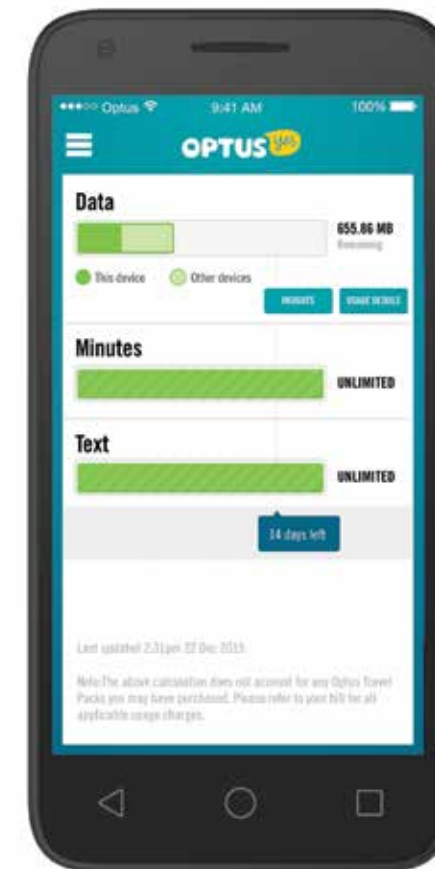 Optus 9:41 AM 100%
OPTUS yes
Data
655.86 MB
Remaining
This device Other devices
INSIGHTS USAGE DETAILS
Minutes
UNLIMITED
Text
UNLIMITED
14 days left
Last updated 2:31pm 22 Dec 2015
Note:The above calculation does not account for any Optus Travel
Packs you may have purchased. Please refer to your bill for all
applicable usage charges.